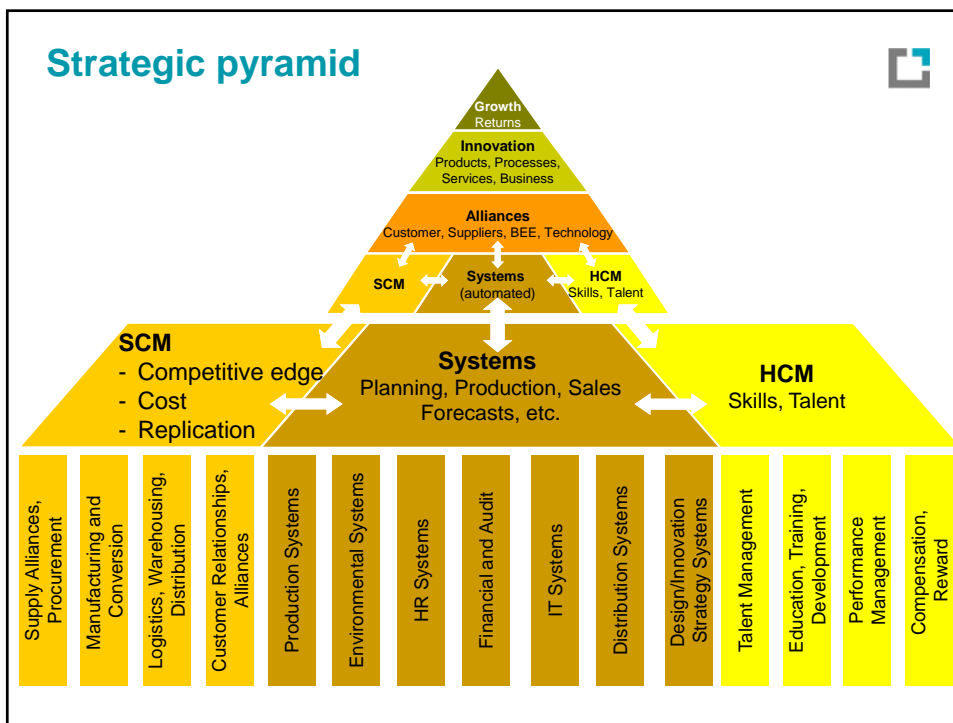 Strategic pyramid
Growth
Returns
Innovation
Products, Processes,
Services, Business
Alliances
Customer, Suppliers, BEE, Technology
SCM
Systems
(automated)
HCM
Skills, Talent
SCM
- Competitive edge
- Cost
- Replication
Systems
Planning, Production, Sales
Forecasts, etc.
HCM
Skills, Talent
Supply Alliances,
Procurement
Manufacturing and
Conversion
Logistics, Warehousing,
Distribution
Customer Relationships,
Alliances
Production Systems
Environmental Systems
HR Systems
Financial and Audit
IT Systems
Distribution Systems
Design/Innovation
Strategy Systems
Talent Management
Education, Training,
Development
Performance
Management
Compensation,
Reward